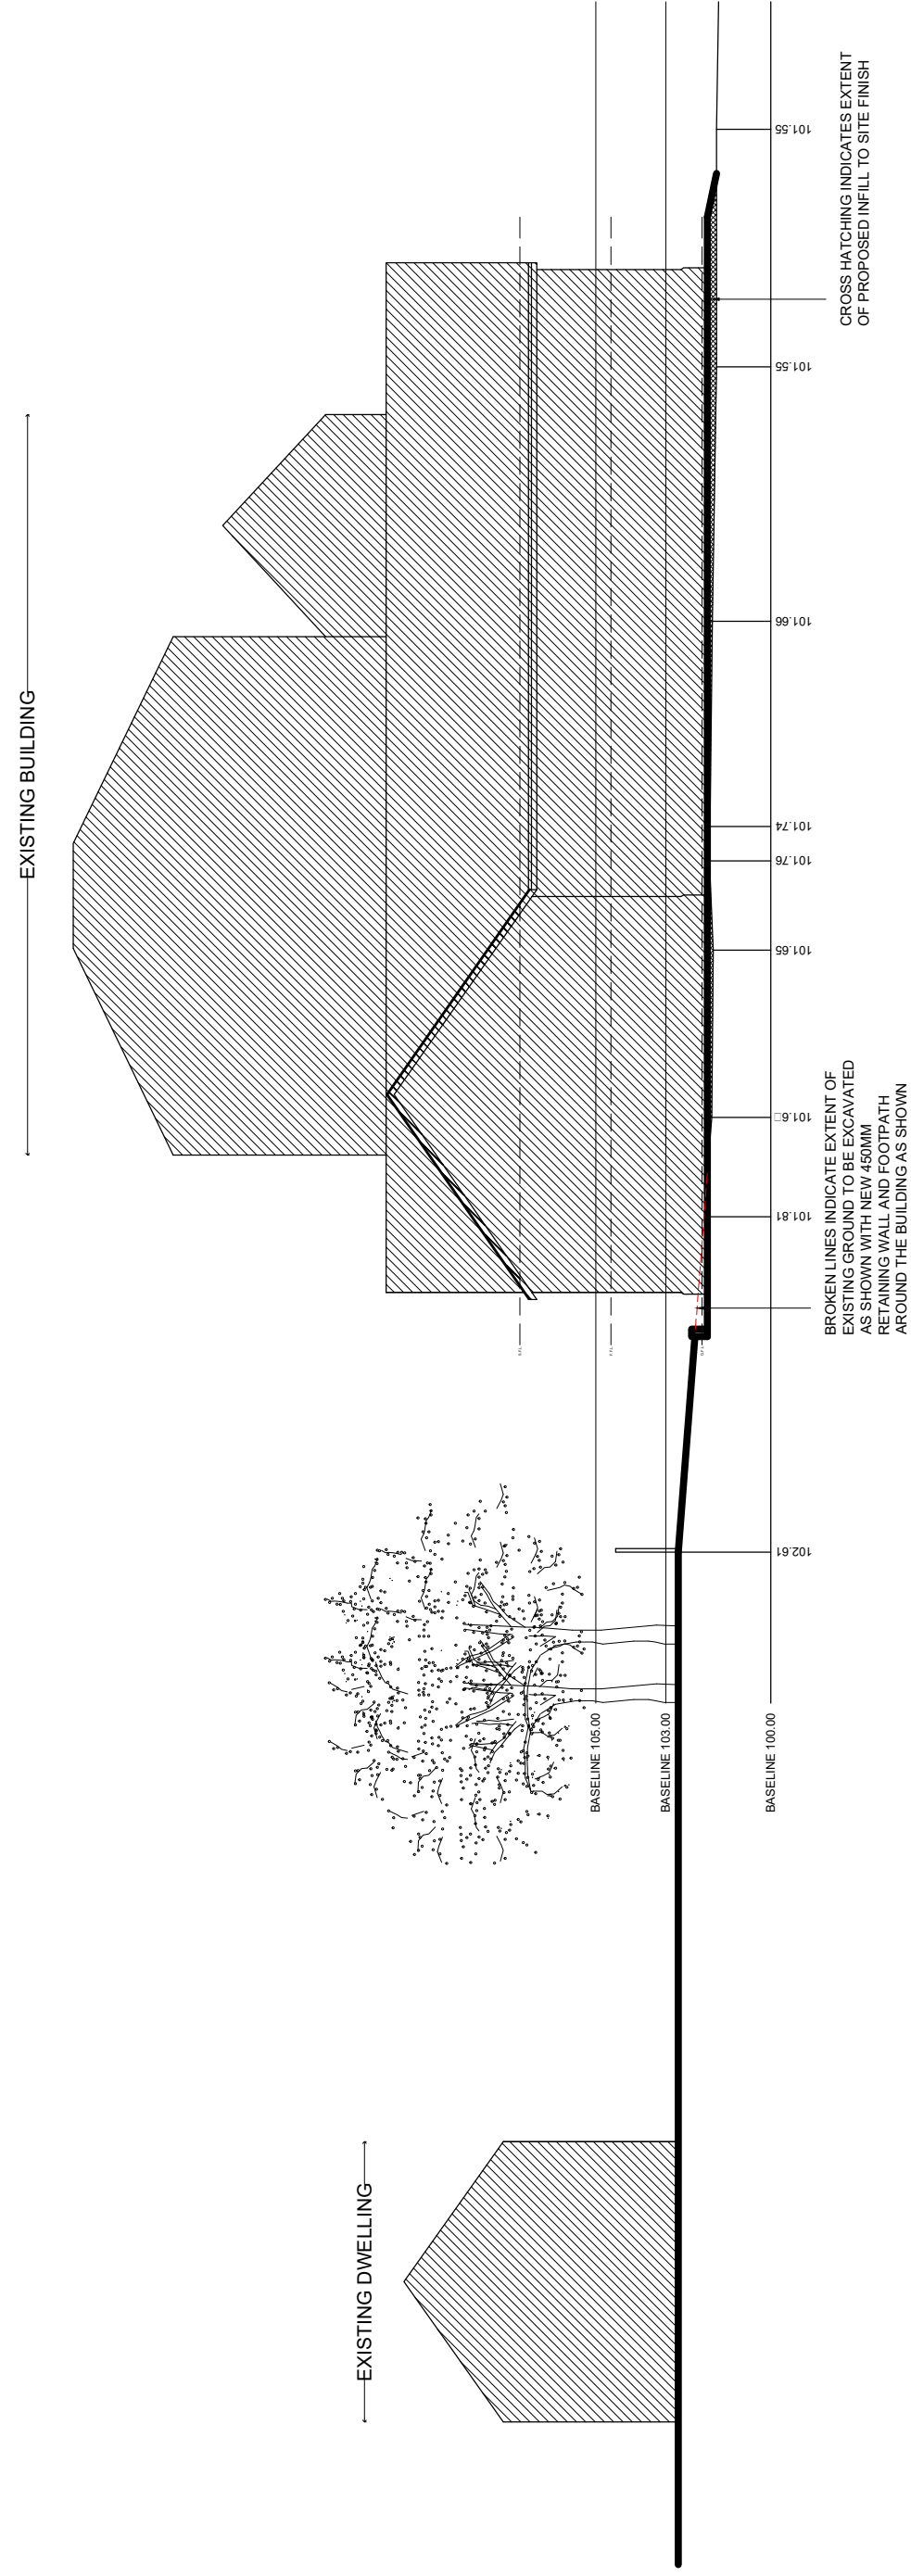 EXISTING BUILDING
EXISTING DWELLING
BASELINE 105.00
BASELINE 103.00
BASELINE 100.00
102.61
101.81
101.6
101.65
101.76
101.74
101.66
101.55
101.55
BROKEN LINES INDICATE EXTENT OF
EXISTING GROUND TO BE EXCAVATED
AS SHOWN WITH NEW 450MM
RETAINING WALL AND FOOTPATH
AROUND THE BUILDING AS SHOWN
CROSS HATCHING INDICATES EXTENT
OF PROPOSED INFILL TO SITE FINISH